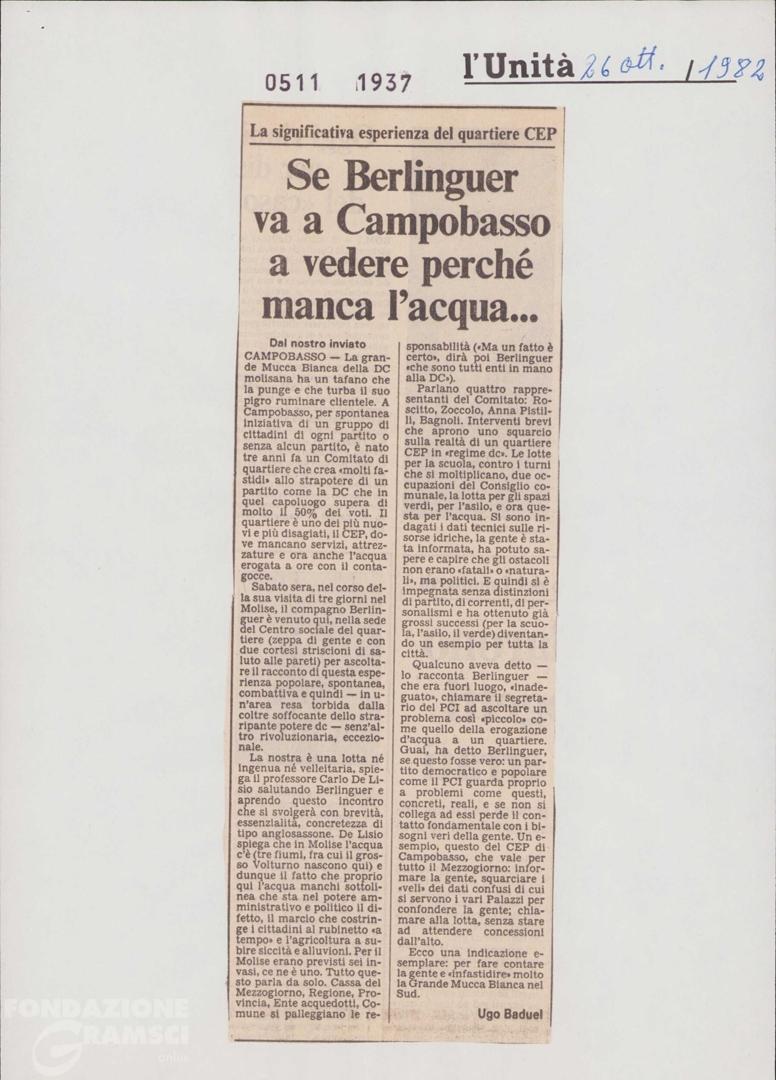 0511 1937
l'Unità 26 ott. / 1982
La significativa esperienza del quartiere CEP
Se Berlinguer
va a Campobasso
a vedere perché
manca l'acqua...
Dal nostro inviato
CAMPOBASSO — La gran-
de Mucca Bianca della DC
molisana ha un tafano che
la punge e che turba il suo
pigro ruminare clientele. A
Campobasso, per spontanea
iniziativa di un gruppo di
cittadini di ogni partito o
senza alcun partito, è nato
tre anni fa un Comitato di
quartiere che crea «molti fa-
stidi» allo strapotere di un
partito come la DC che in
quel capoluogo supera di
molto il 50% dei voti. Il
quartiere è uno dei più nuo-
vi e più disagiati, il CEP, do-
ve mancano servizi, attrez-
zature e ora anche l'acqua
erogata a ore con il conta-
gocce.
Sabato sera, nel corso del-
la sua visita di tre giorni nel
Molise, il compagno Berlin-
guer è venuto qui, nella sede
del Centro sociale del quar-
tiere (zeppa di gente e con
due cortesi striscioni di sa-
luto alle pareti) per ascolta-
re il racconto di questa espe-
rienza popolare, spontanea,
combattiva e quindi — in u-
n'area resa torbida dalla
coltre soffocante dello stra-
ripante potere dc — senz'al-
tro rivoluzionaria, eccezio-
nale.
La nostra è una lotta né
ingenua né velleitaria, spie-
ga il professore Carlo De Li-
sio salutando Berlinguer e
aprendo questo incontro
che si svolgerà con brevità,
essenzialità, concretezza di
tipo anglosassone. De Lisio
spiega che in Molise l'acqua
c'è (tre fiumi, fra cui il gros-
so Volturno nascono qui) e
dunque il fatto che proprio
qui l'acqua manchi sottoli-
nea che sta nel potere am-
ministrativo e politico il di-
fetto, il marcio che costrin-
ge i cittadini al rubinetto «a
tempo» e l'agricoltura a su-
bire siccità e alluvioni. Per il
Molise erano previsti sei in-
vasi, ce ne è uno. Tutto que-
sto parla da solo. Cassa del
Mezzogiorno, Regione, Pro-
vincia, Ente acquedotti, Co-
mune si palleggiano le re-
sponsabilità («Ma un fatto è
certo», dirà poi Berlinguer
«che sono tutti enti in mano
alla DC»).
Parlano quattro rappre-
sentanti del Comitato: Ro-
scitto, Zoccolo, Anna Pistil-
li, Bagnoli. Interventi brevi
che aprono uno squarcio
sulla realtà di un quartiere
CEP in «regime dc». Le lotte
per la scuola, contro i turni
che si moltiplicano, due oc-
cupazioni del Consiglio co-
munale, la lotta per gli spazi
verdi, per l'asilo, e ora que-
sta per l'acqua. Si sono in-
dagati i dati tecnici sulle ri-
sorse idriche, la gente è sta-
ta informata, ha potuto sa-
pere e capire che gli ostacoli
non erano «fatali» o «natura-
li», ma politici. E quindi si è
impegnata senza distinzioni
di partito, di correnti, di per-
sonalismi e ha ottenuto già
grossi successi (per la scuo-
la, l'asilo, il verde) diventan-
do un esempio per tutta la
città.
Qualcuno aveva detto —
lo racconta Berlinguer —
che era fuori luogo, «inade-
guato», chiamare il segreta-
rio del PCI ad ascoltare un
problema così «piccolo» co-
me quello della erogazione
d'acqua a un quartiere.
Guai, ha detto Berlinguer,
se questo fosse vero: un par-
tito democratico e popolare
come il PCI guarda proprio
a problemi come questi,
concreti, reali, e se non si
collega ad essi perde il con-
tatto fondamentale con i bi-
sogni veri della gente. Un e-
sempio, questo del CEP di
Campobasso, che vale per
tutto il Mezzogiorno: infor-
mare la gente, squarciare i
«veli» dei dati confusi di cui
si servono i vari Palazzi per
confondere la gente; chia-
mare alla lotta, senza stare
ad attendere concessioni
dall'alto.
Ecco una indicazione e-
semplare: per fare contare
la gente e «infastidire» molto
la Grande Mucca Bianca nel
Sud.
Ugo Baduel
FONDAZIONE
GRAMSCI
onlus